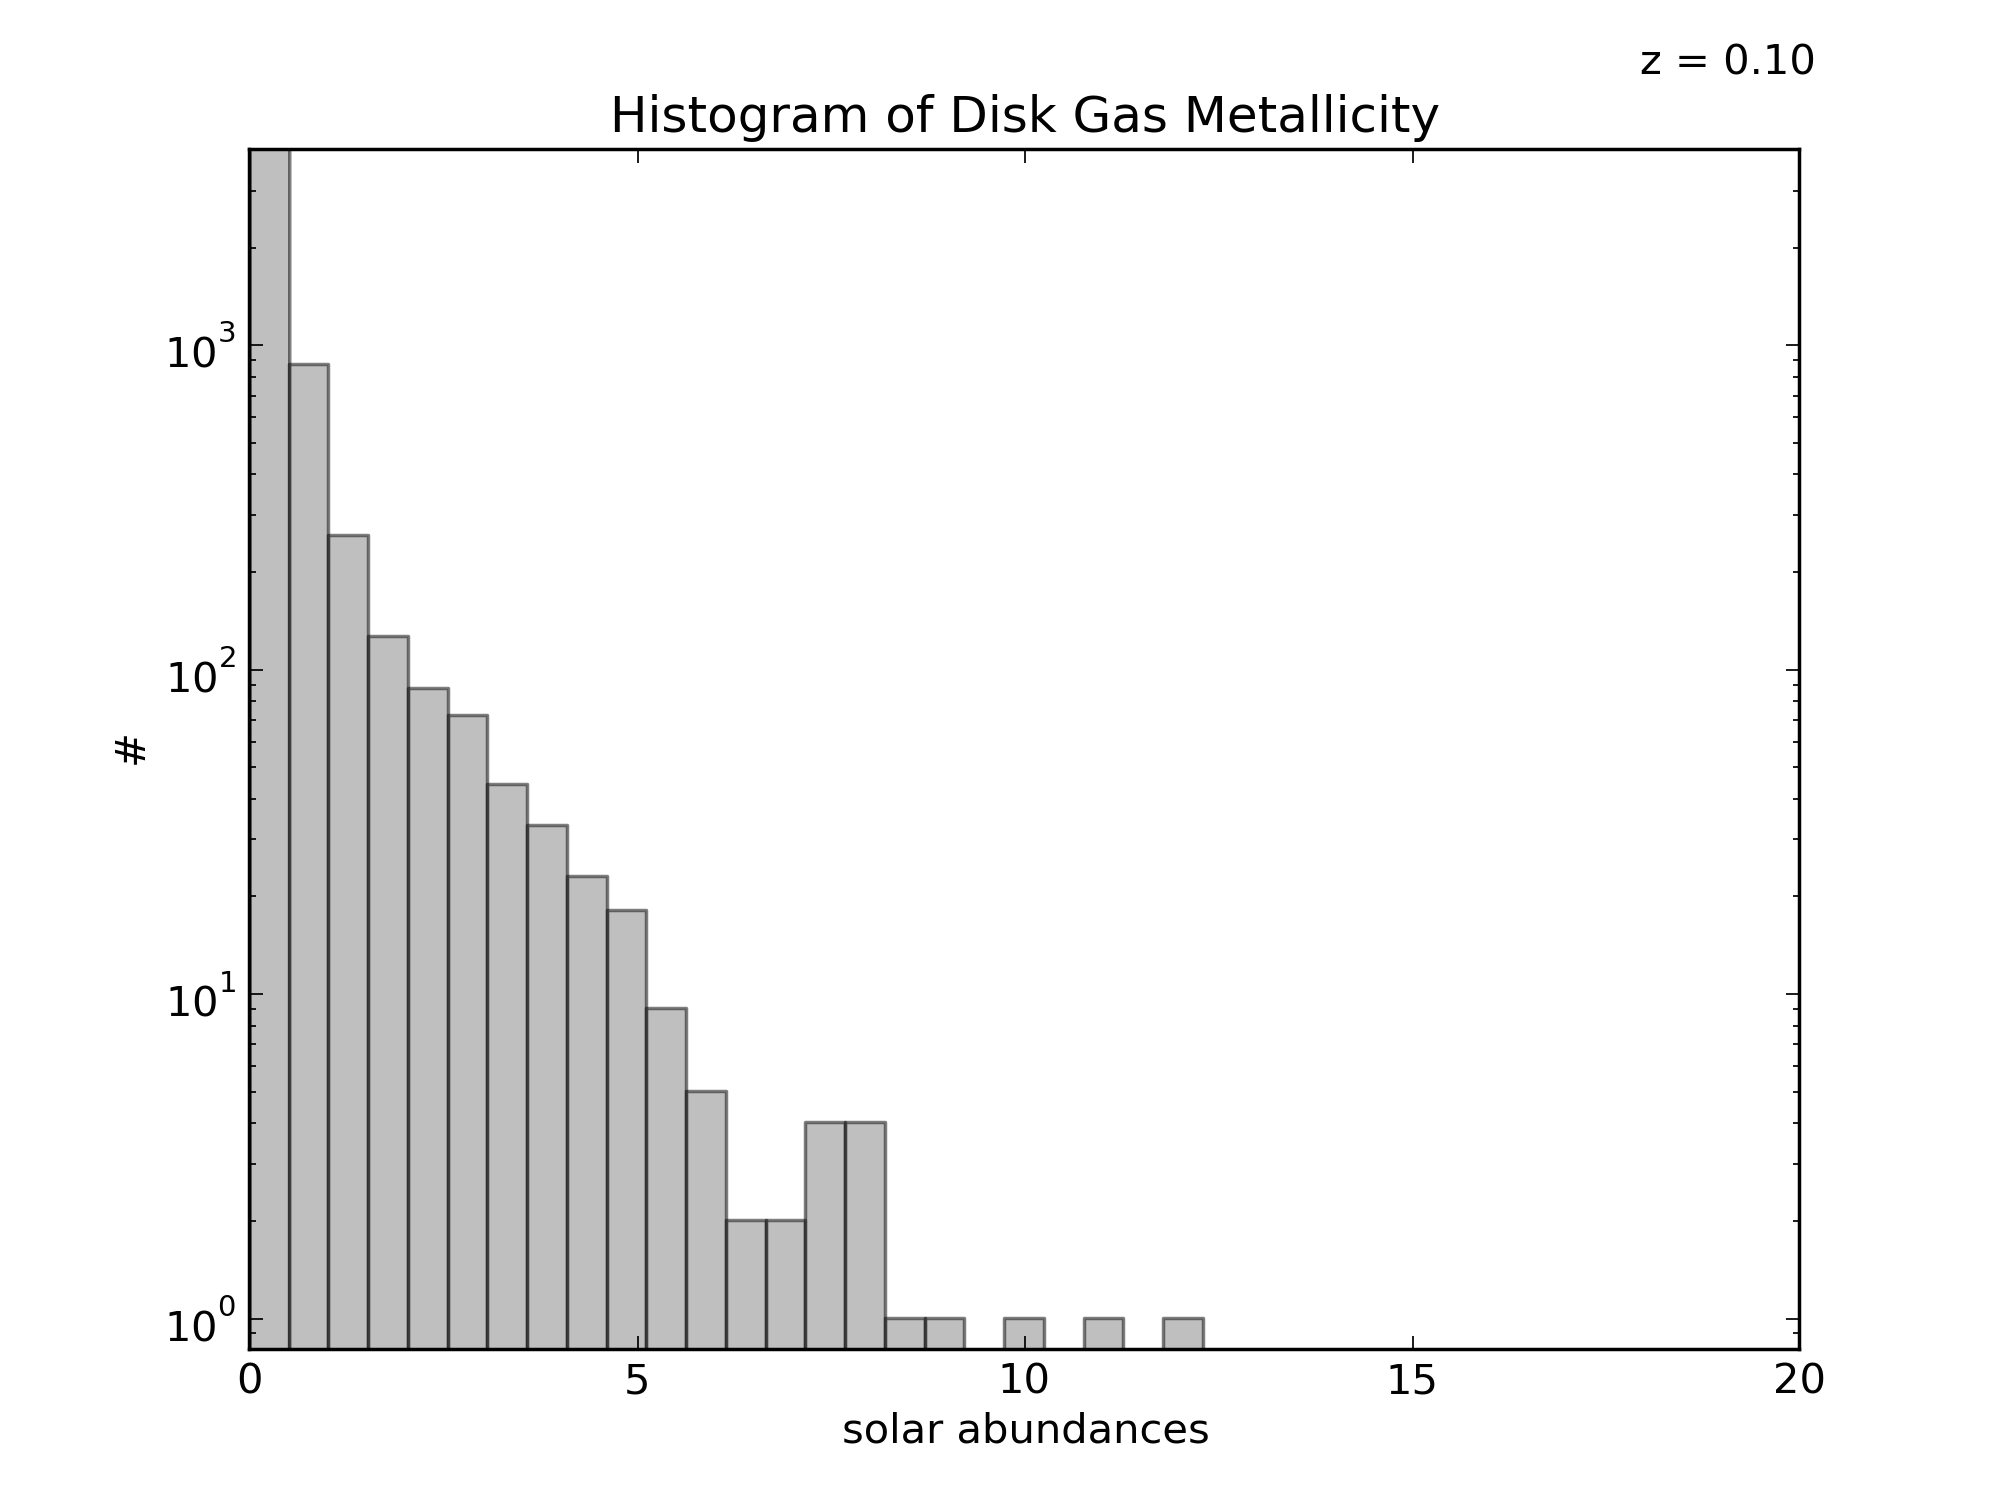 z = 0.10
Histogram of Disk Gas Metallicity
10³
10²
#
10¹
10⁰
0 5 10 15 20
solar abundances